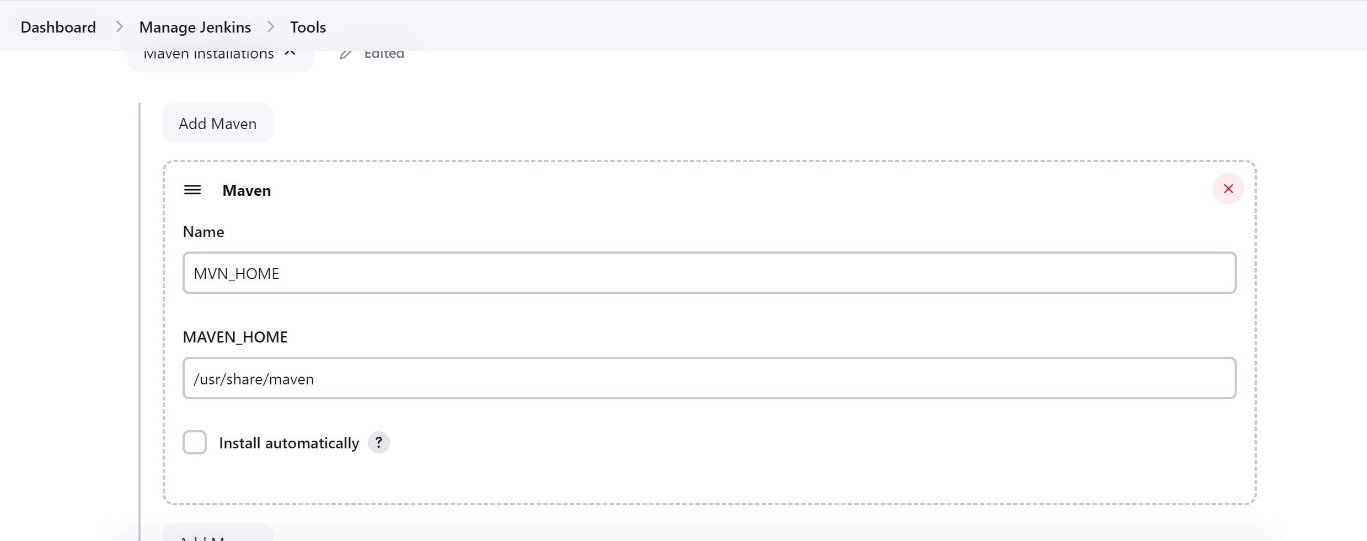 Dashboard > Manage Jenkins > Tools
Maven Installations Edited
Add Maven
Maven
Name
MVN_HOME
MAVEN_HOME
/usr/share/maven
Install automatically ?